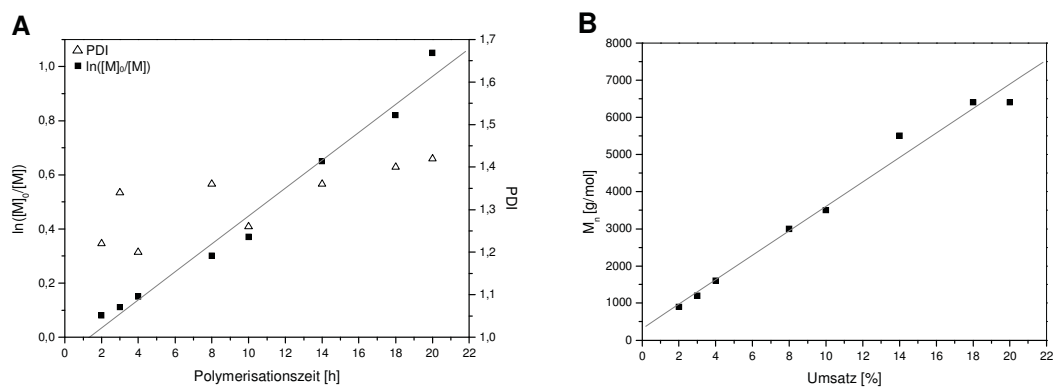 A
PDI
ln([M]₀/[M])
1,0
0,8
0,6
0,4
0,2
0,0
ln([M]₀/[M])
1,7
1,6
1,5
1,4
1,3
1,2
1,1
1,0
PDI
0 2 4 6 8 10 12 14 16 18 20 22
Polymerisationszeit [h]
B
8000
7000
6000
5000
4000
3000
2000
1000
0
Mₙ [g/mol]
0 2 4 6 8 10 12 14 16 18 20 22
Umsatz [%]